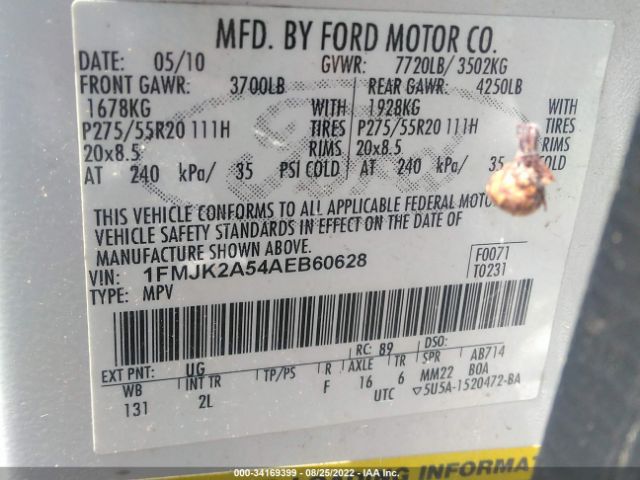 MFD. BY FORD MOTOR CO.
DATE: 05/10 GVWR: 7720LB/ 3502KG
FRONT GAWR: 3700LB REAR GAWR: 4250LB
1678KG WITH 1928KG WITH
P275/55R20 111H TIRES P275/55R20 111H TIRES
20x8.5 RIMS 20x8.5 RIMS
AT 240 kPa/ 35 PSI COLD AT 240 kPa/ 35 COLD
THIS VEHICLE CONFORMS TO ALL APPLICABLE FEDERAL
VEHICLE SAFETY STANDARDS IN EFFECT ON THE DATE OF
MANUFACTURE SHOWN ABOVE.
VIN: 1FMJK2A54AEB60628 F0071
TYPE: MPV T0231
EXT PNT: UG RC: 89 DSO:
WB INT TR TP/PS R AXLE TR SPR AB714
131 2L F 16 6 MM22 BOA
UTC ▽5U5A-1520472-BA
INFORMATION
000 - 34169399 - 08/25/2022 - IAA Inc.